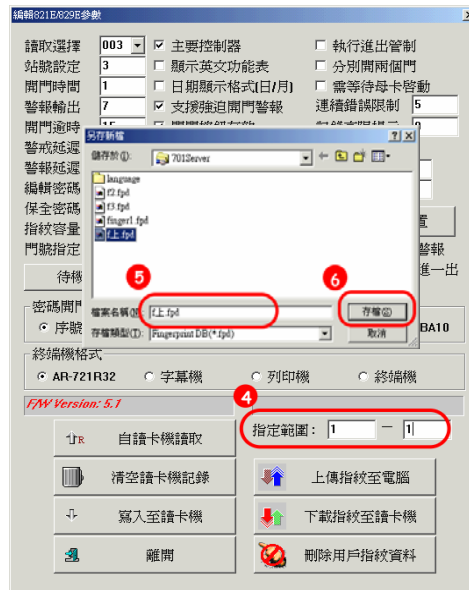 編輯821E/829E參數
讀取選擇 003 主要控制器 執行進出管制
站號設定 3 顯示英文功能表 分別開兩個門
開門時間 1 日期顯示格式(日/月) 需等待母卡啓動
警報輸出 7 支援強迫開門警報 連續錯誤限制 5
開門逾時
另存新檔
警戒延遲
儲存於(I): 701Server
警報延遲
language
f2.fpd
編輯密碼
f3.fpd
保全密碼
finger1.fpd
指紋容量 置
f上.fpd
門號指定 警報
進一出
待機
5 6
密碼開門
檔案名稱(N): f上.fpd 存檔(S)
序號 BA10
存檔類型(T): Fingerprint DB(*.fpd) 取消
終端機格式
AR-721R32 字幕機 列印機 終端機
F/W Version: 5.1
4
指定範圍: 1 — 1
R 自讀卡機讀取
清空讀卡機記錄 上傳指紋至電腦
寫入至讀卡機 下載指紋至讀卡機
離開 刪除用戶指紋資料